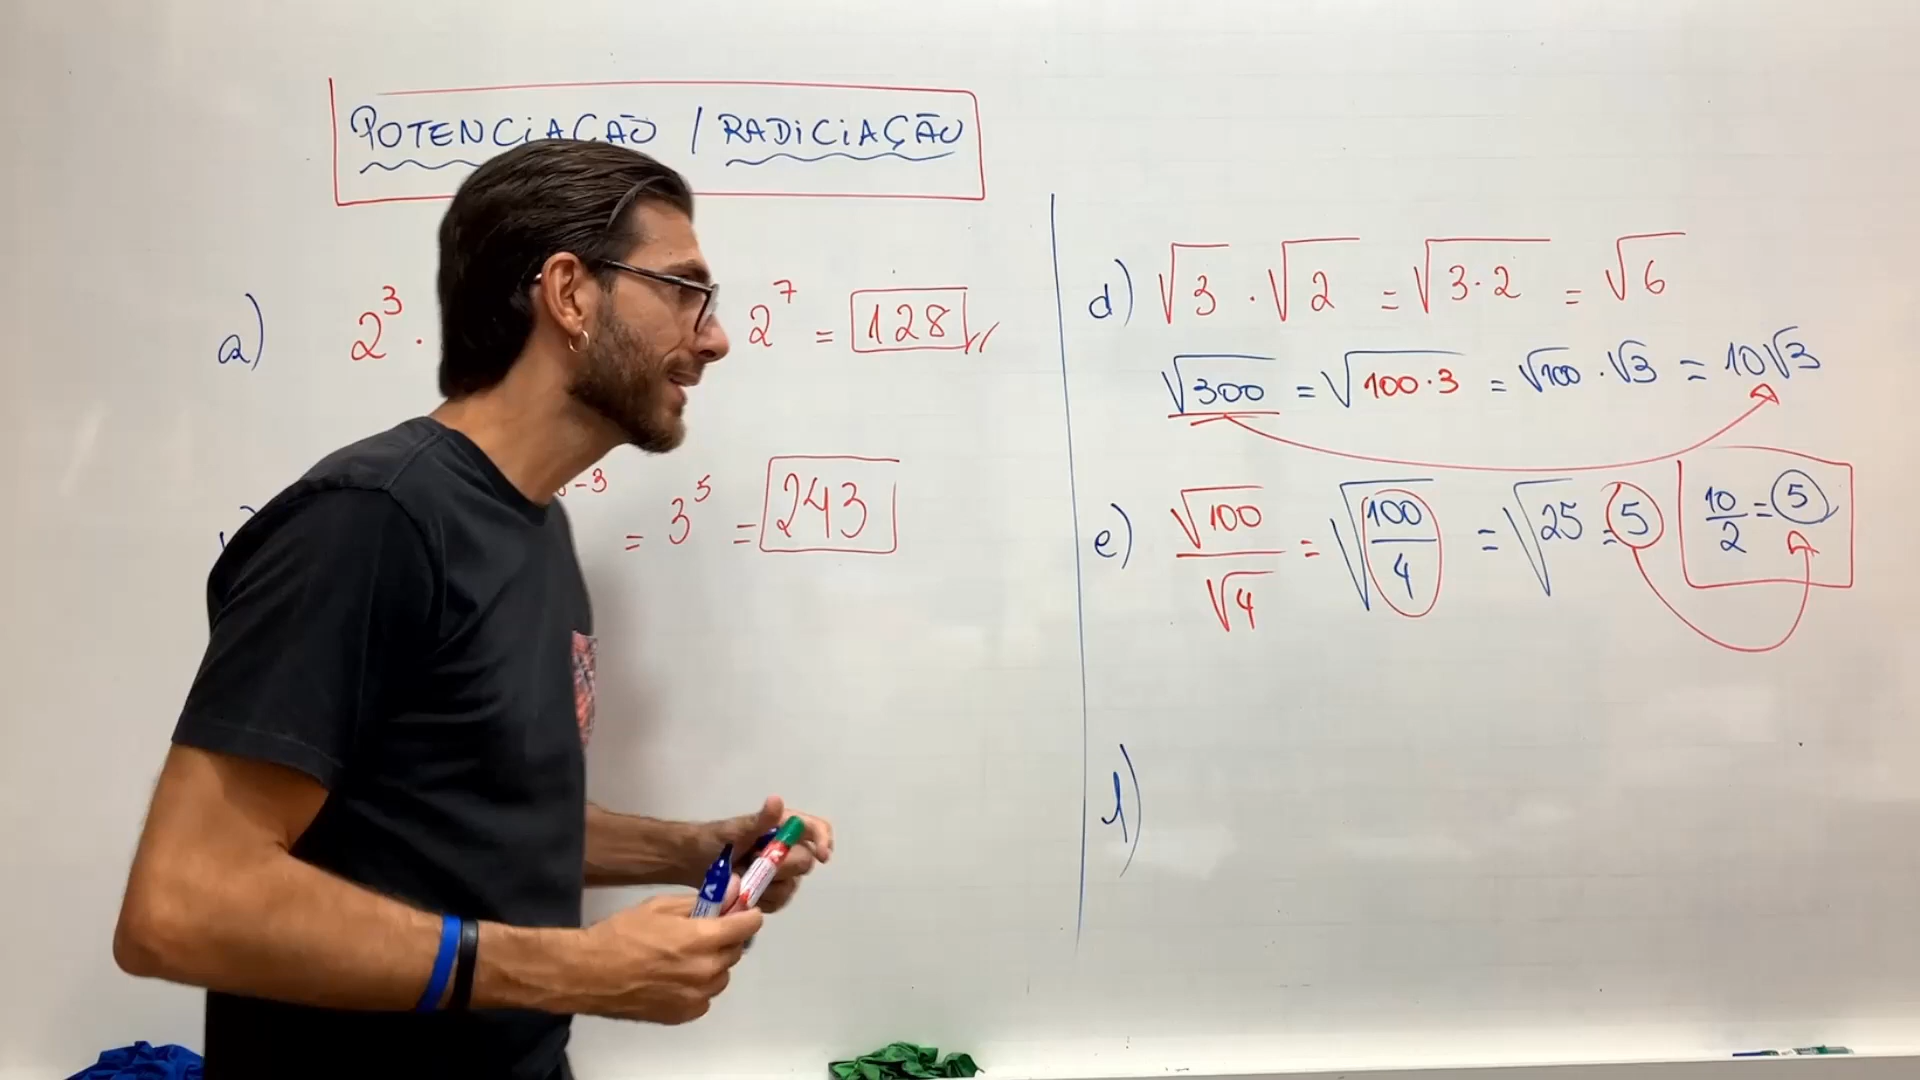 POTENCIAÇÃO / RADICIAÇÃO
a) 2³ · 2⁷ = 128
-3 = 3⁵ = 243
d) √3 · √2 = √3·2 = √6
√300 = √100·3 = √100 · √3 = 10√3
e) √100/√4 = √100/4 = √25 = 5 10/2 = 5